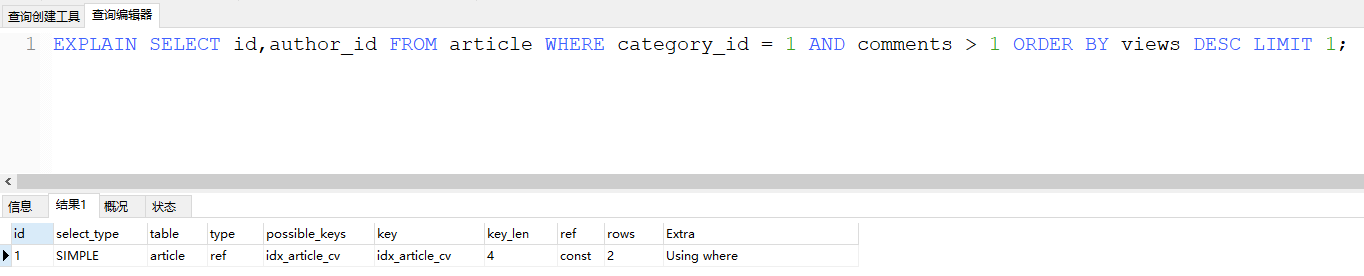 查询创建工具 查询编辑器
1 EXPLAIN SELECT id,author_id FROM article WHERE category_id = 1 AND comments > 1 ORDER BY views DESC LIMIT 1;
信息 结果1 概况 状态
id select_type table type possible_keys key key_len ref rows Extra
1 SIMPLE article ref idx_article_cv idx_article_cv 4 const 2 Using where